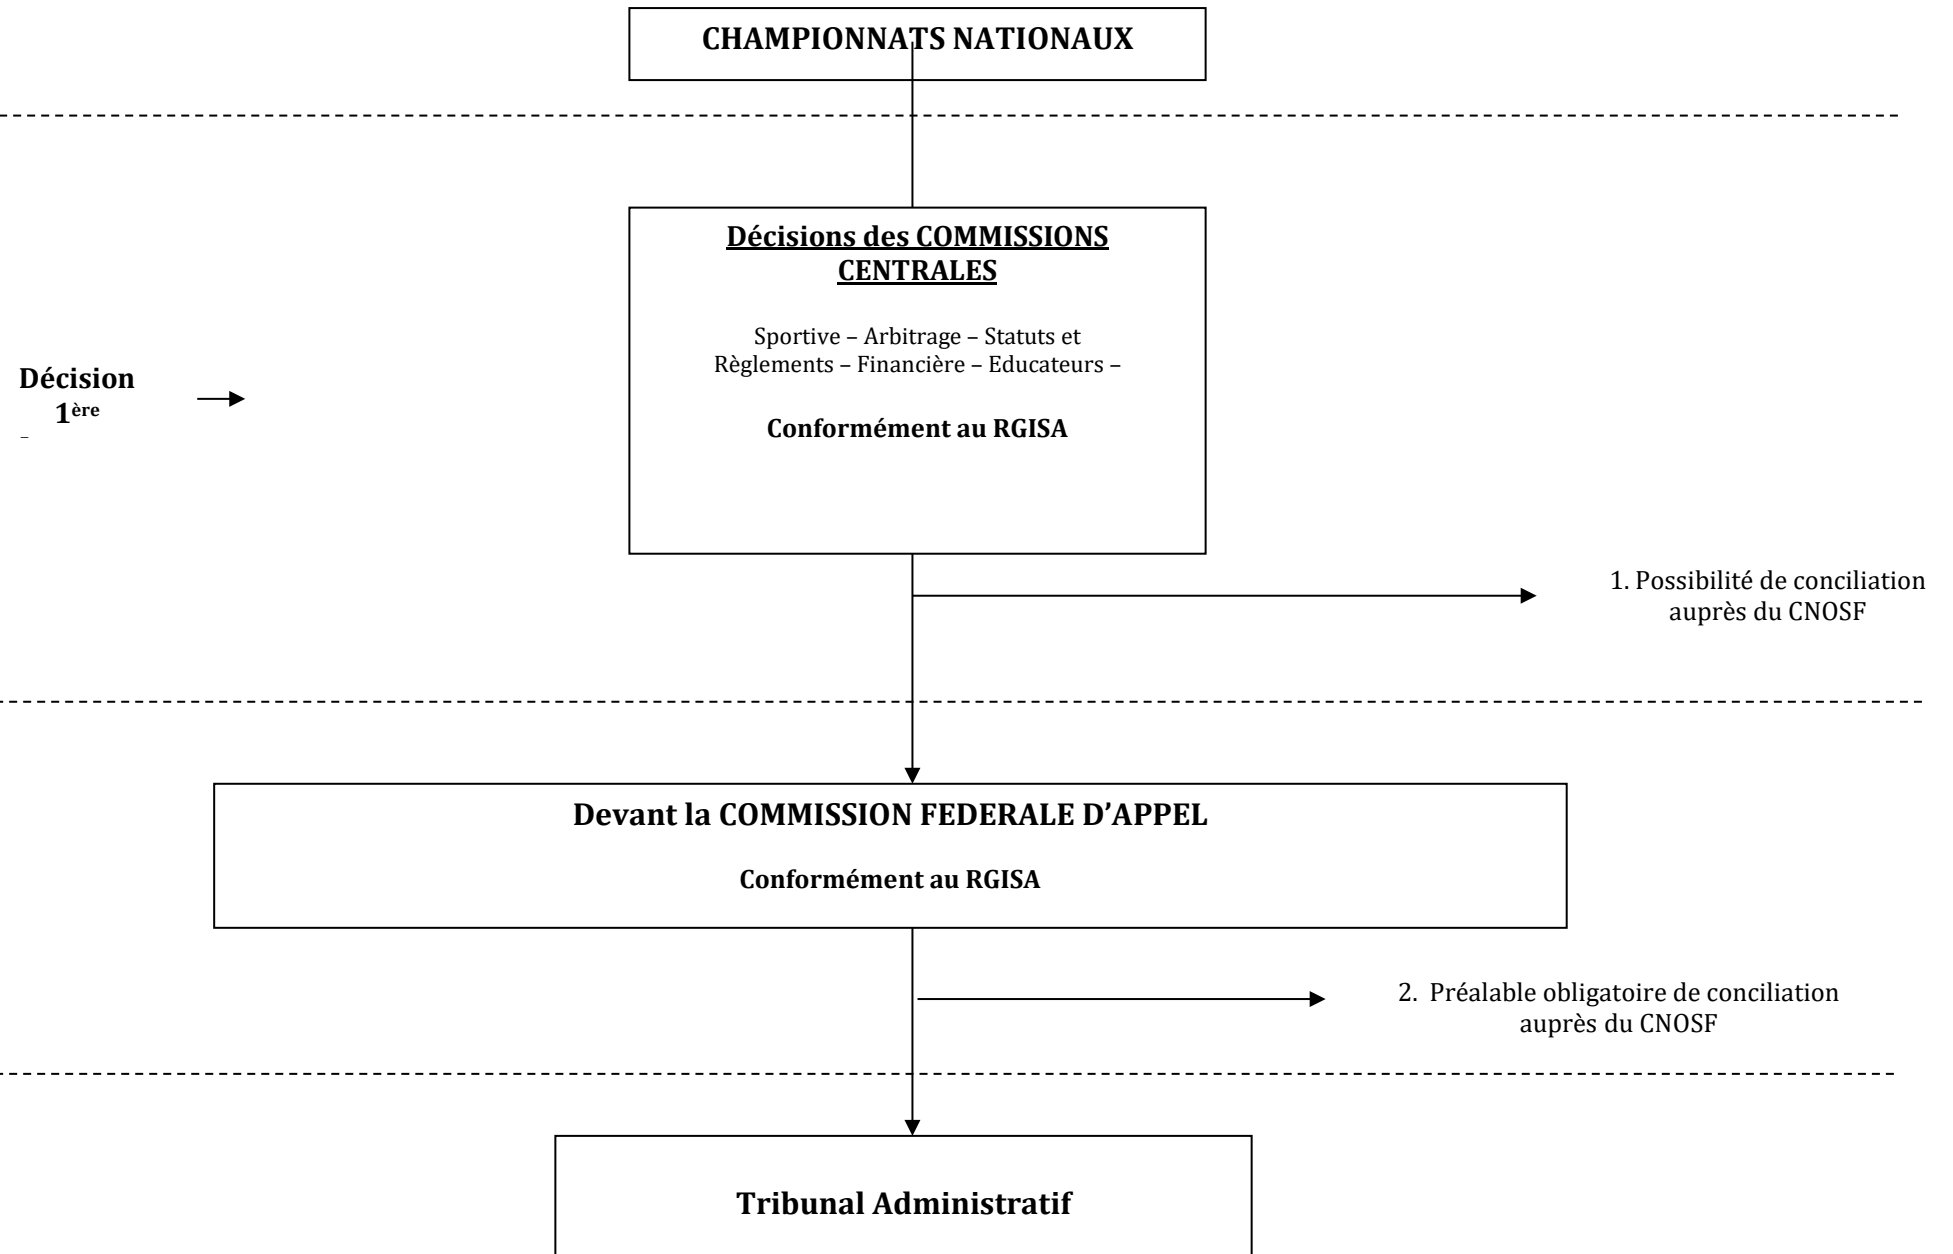 CHAMPIONNATS NATIONAUX
Décisions des COMMISSIONS
CENTRALES
Sportive – Arbitrage – Statuts et
Règlements – Financière – Educateurs –
Conformément au RGISA
Décision
1ère
1. Possibilité de conciliation
auprès du CNOSF
Devant la COMMISSION FEDERALE D’APPEL
Conformément au RGISA
2. Préalable obligatoire de conciliation
auprès du CNOSF
Tribunal Administratif